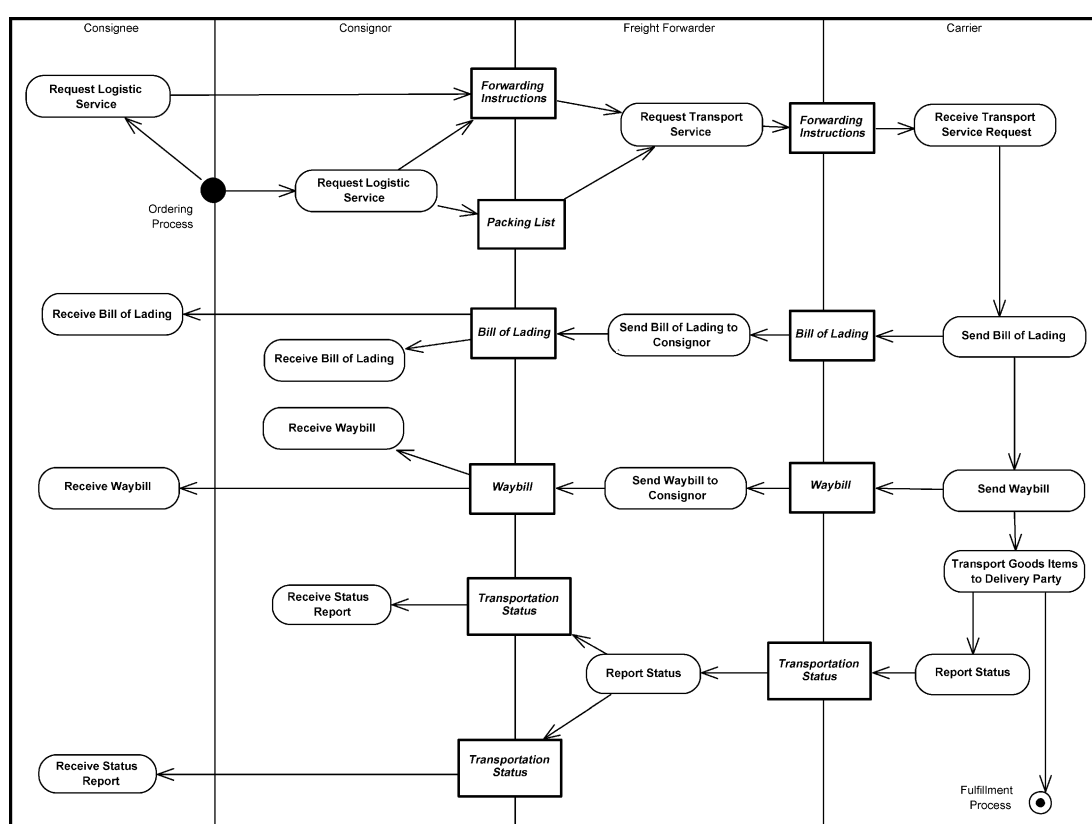 Consignee
Consignor
Freight Forwarder
Carrier
Request Logistic
Service
Forwarding
Instructions
Request Transport
Service
Forwarding
Instructions
Receive Transport
Service Request
Ordering
Process
Request Logistic
Service
Packing List
Receive Bill of Lading
Bill of Lading
Send Bill of Lading to
Consignor
Bill of Lading
Send Bill of Lading
Receive Bill of Lading
Receive Waybill
Receive Waybill
Waybill
Send Waybill to
Consignor
Waybill
Send Waybill
Transport Goods Items
to Delivery Party
Receive Status
Report
Transportation
Status
Report Status
Transportation
Status
Report Status
Receive Status
Report
Transportation
Status
Fulfillment
Process